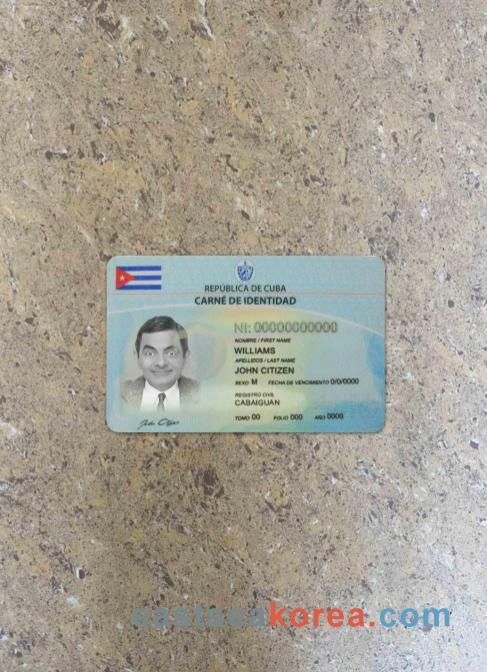 REPÚBLICA DE CUBA
CARNÉ DE IDENTIDAD
NI: 00000000000
NOMBRE / FIRST NAME
WILLIAMS
APELLIDOS / LAST NAME
JOHN CITIZEN
SEXO M FECHA DE VENCIMIENTO 0/0/0000
REGISTRO CIVIL
CABAIGUAN
TOMO 00 FOLIO 000 AÑO 0000
eastseakorea.com